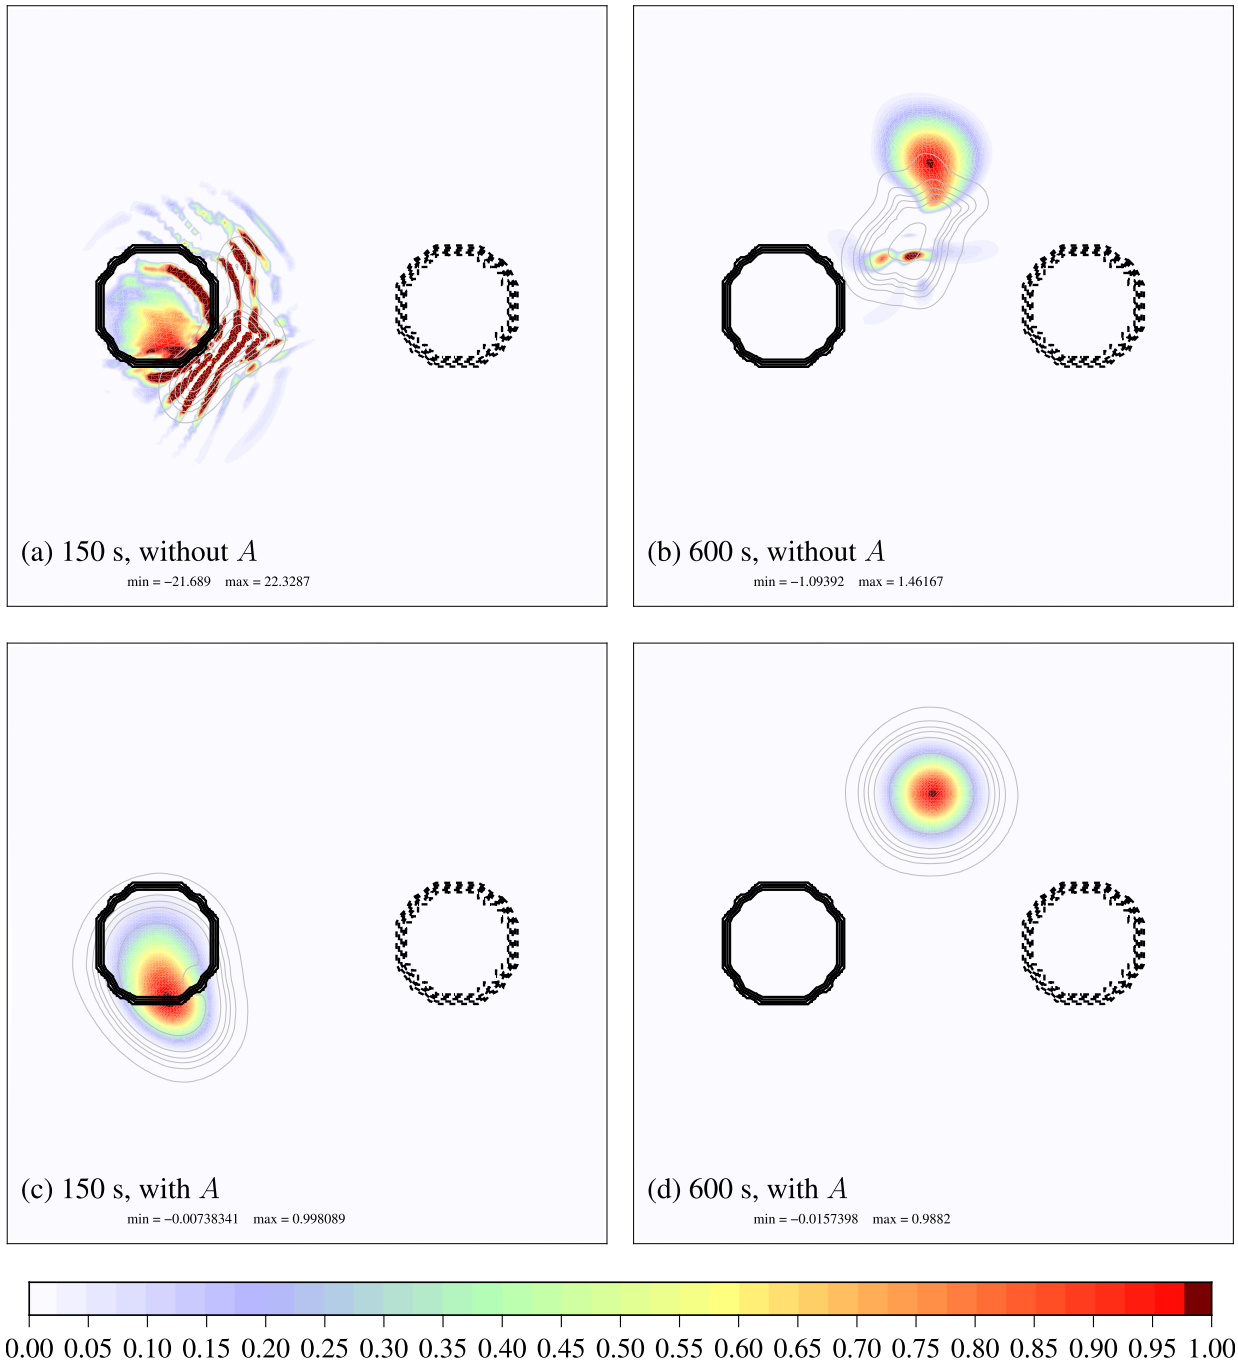 (a) 150 s, without A
min = −21.689 max = 22.3287
(b) 600 s, without A
min = −1.09392 max = 1.46167
(c) 150 s, with A
min = −0.00738341 max = 0.998089
(d) 600 s, with A
min = −0.0157398 max = 0.9882
0.00 0.05 0.10 0.15 0.20 0.25 0.30 0.35 0.40 0.45 0.50 0.55 0.60 0.65 0.70 0.75 0.80 0.85 0.90 0.95 1.00